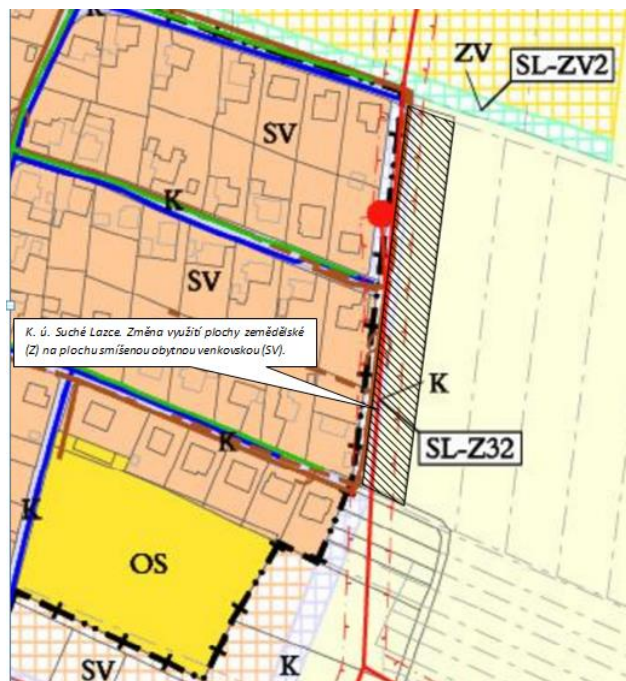 K
ZV
SL-ZV2
SV
K
SV
K. ú. Suché Lazce. Změna využití plochy zemědělské
(Z) na plochu smíšenou obytnou venkovskou (SV).
K
SL-Z32
K
K
OS
SV
K